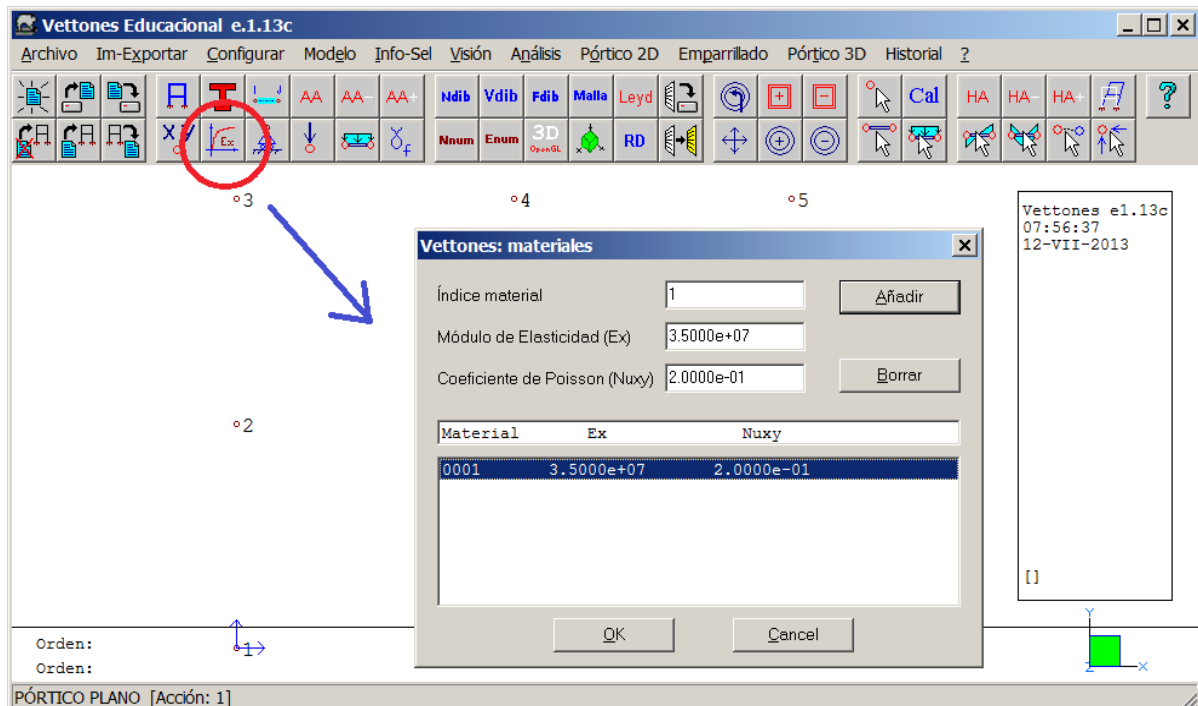 Vettones Educacional e.1.13c
Archivo Im-Exportar Configurar Modelo Info-Sel Visión Análisis Pórtico 2D Emparrillado Pórtico 3D Historial ?
AA AA- AA+ Ndib Vdib Fdib Malla Leyd Cal HA HA- HA+ ?
X Y Ex f Nnum Enum 3D OpenGL x RD
3 4 5
Vettones e1.13c
07:56:37
12-VII-2013
Vettones: materiales
Índice material 1 Añadir
Módulo de Elasticidad (Ex) 3.5000e+07
Coeficiente de Poisson (Nuxy) 2.0000e-01 Borrar
2
Material Ex Nuxy
0001 3.5000e+07 2.0000e-01
[]
OK Cancel
Y
Orden: 1
Orden:
Z X
PÓRTICO PLANO [Acción: 1]